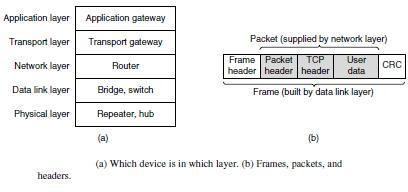 Application layer Application gateway
Transport layer Transport gateway
Network layer Router
Data link layer Bridge, switch
Physical layer Repeater, hub
(a)
Packet (supplied by network layer)
Frame header Packet header TCP header User data CRC
Frame (built by data link layer)
(b)
(a) Which device is in which layer. (b) Frames, packets, and
headers.